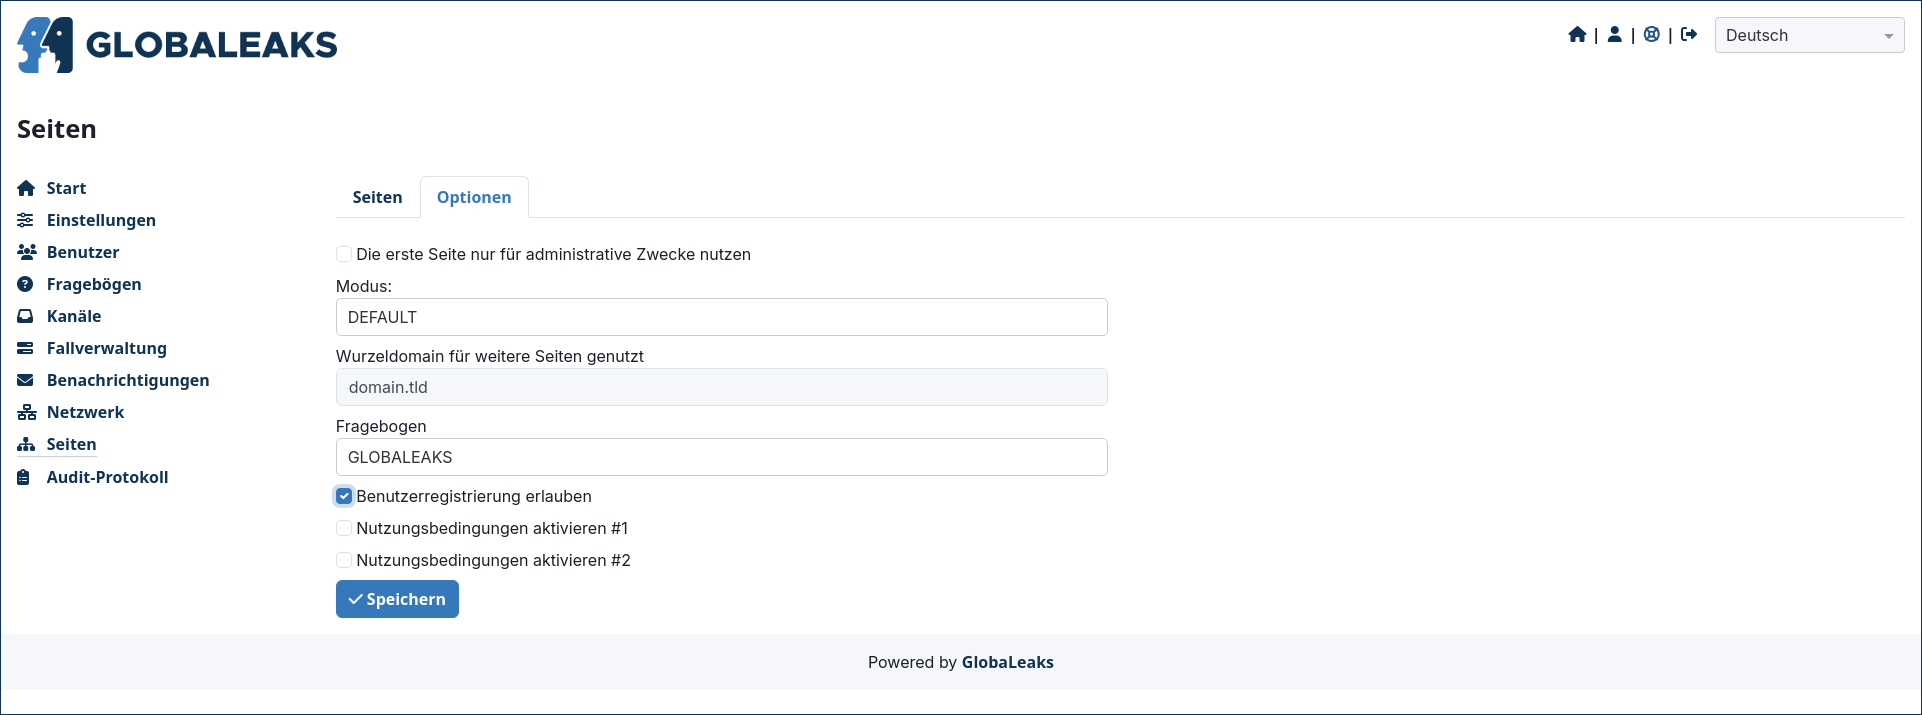 GLOBALEAKS
| | |
Deutsch
Seiten
Start
Einstellungen
Benutzer
Fragebögen
Kanäle
Fallverwaltung
Benachrichtigungen
Netzwerk
Seiten
Audit-Protokoll
Seiten
Optionen
Die erste Seite nur für administrative Zwecke nutzen
Modus:
DEFAULT
Wurzeldomain für weitere Seiten genutzt
domain.tld
Fragebogen
GLOBALEAKS
Benutzerregistrierung erlauben
Nutzungsbedingungen aktivieren #1
Nutzungsbedingungen aktivieren #2
Speichern
Powered by GlobaLeaks